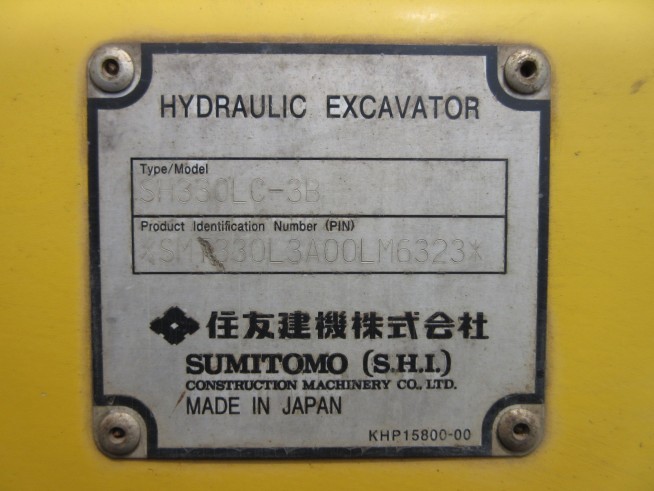 HYDRAULIC EXCAVATOR
Type/Model
SH330LC-3B
Product Identification Number (PIN)
*SMT330L3A00LM6323*
住友建機株式会社
SUMITOMO (S.H.I.)
CONSTRUCTION MACHINERY CO., LTD.
MADE IN JAPAN
KHP15800-00